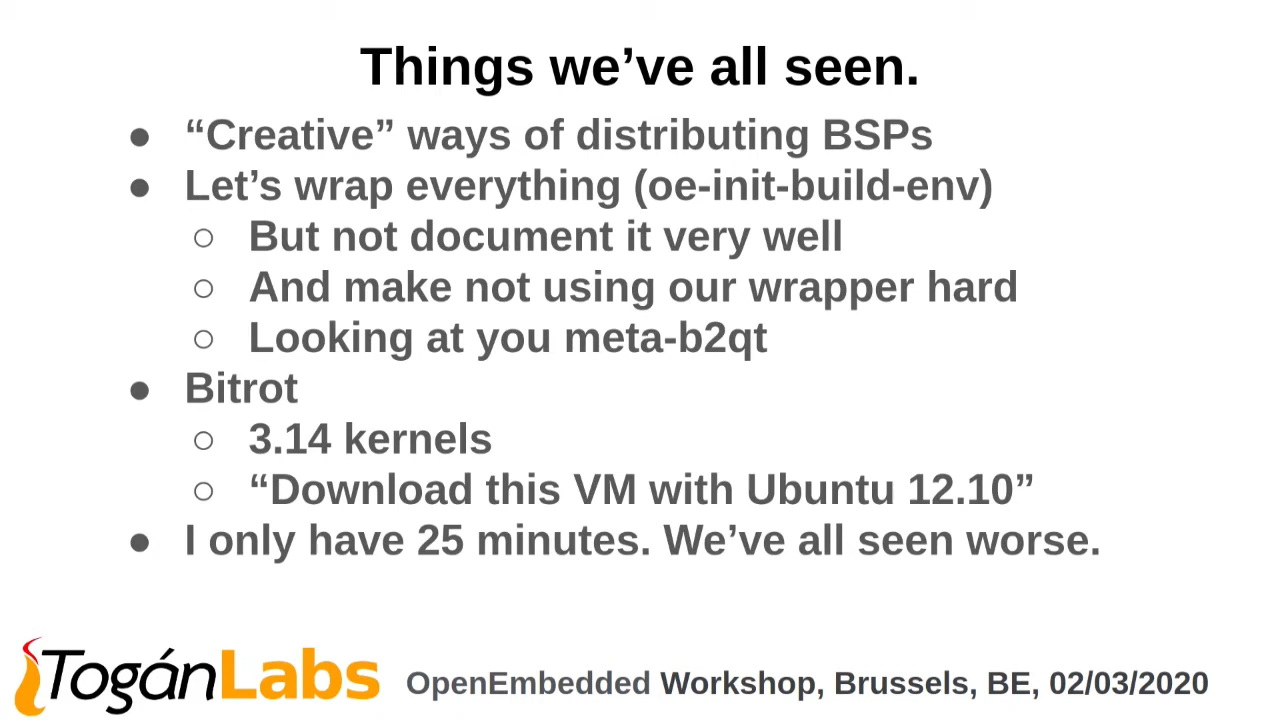 Things we’ve all seen.
● “Creative” ways of distributing BSPs
● Let’s wrap everything (oe-init-build-env)
○ But not document it very well
○ And make not using our wrapper hard
○ Looking at you meta-b2qt
● Bitrot
○ 3.14 kernels
○ “Download this VM with Ubuntu 12.10”
● I only have 25 minutes. We’ve all seen worse.
TogánLabs
OpenEmbedded Workshop, Brussels, BE, 02/03/2020